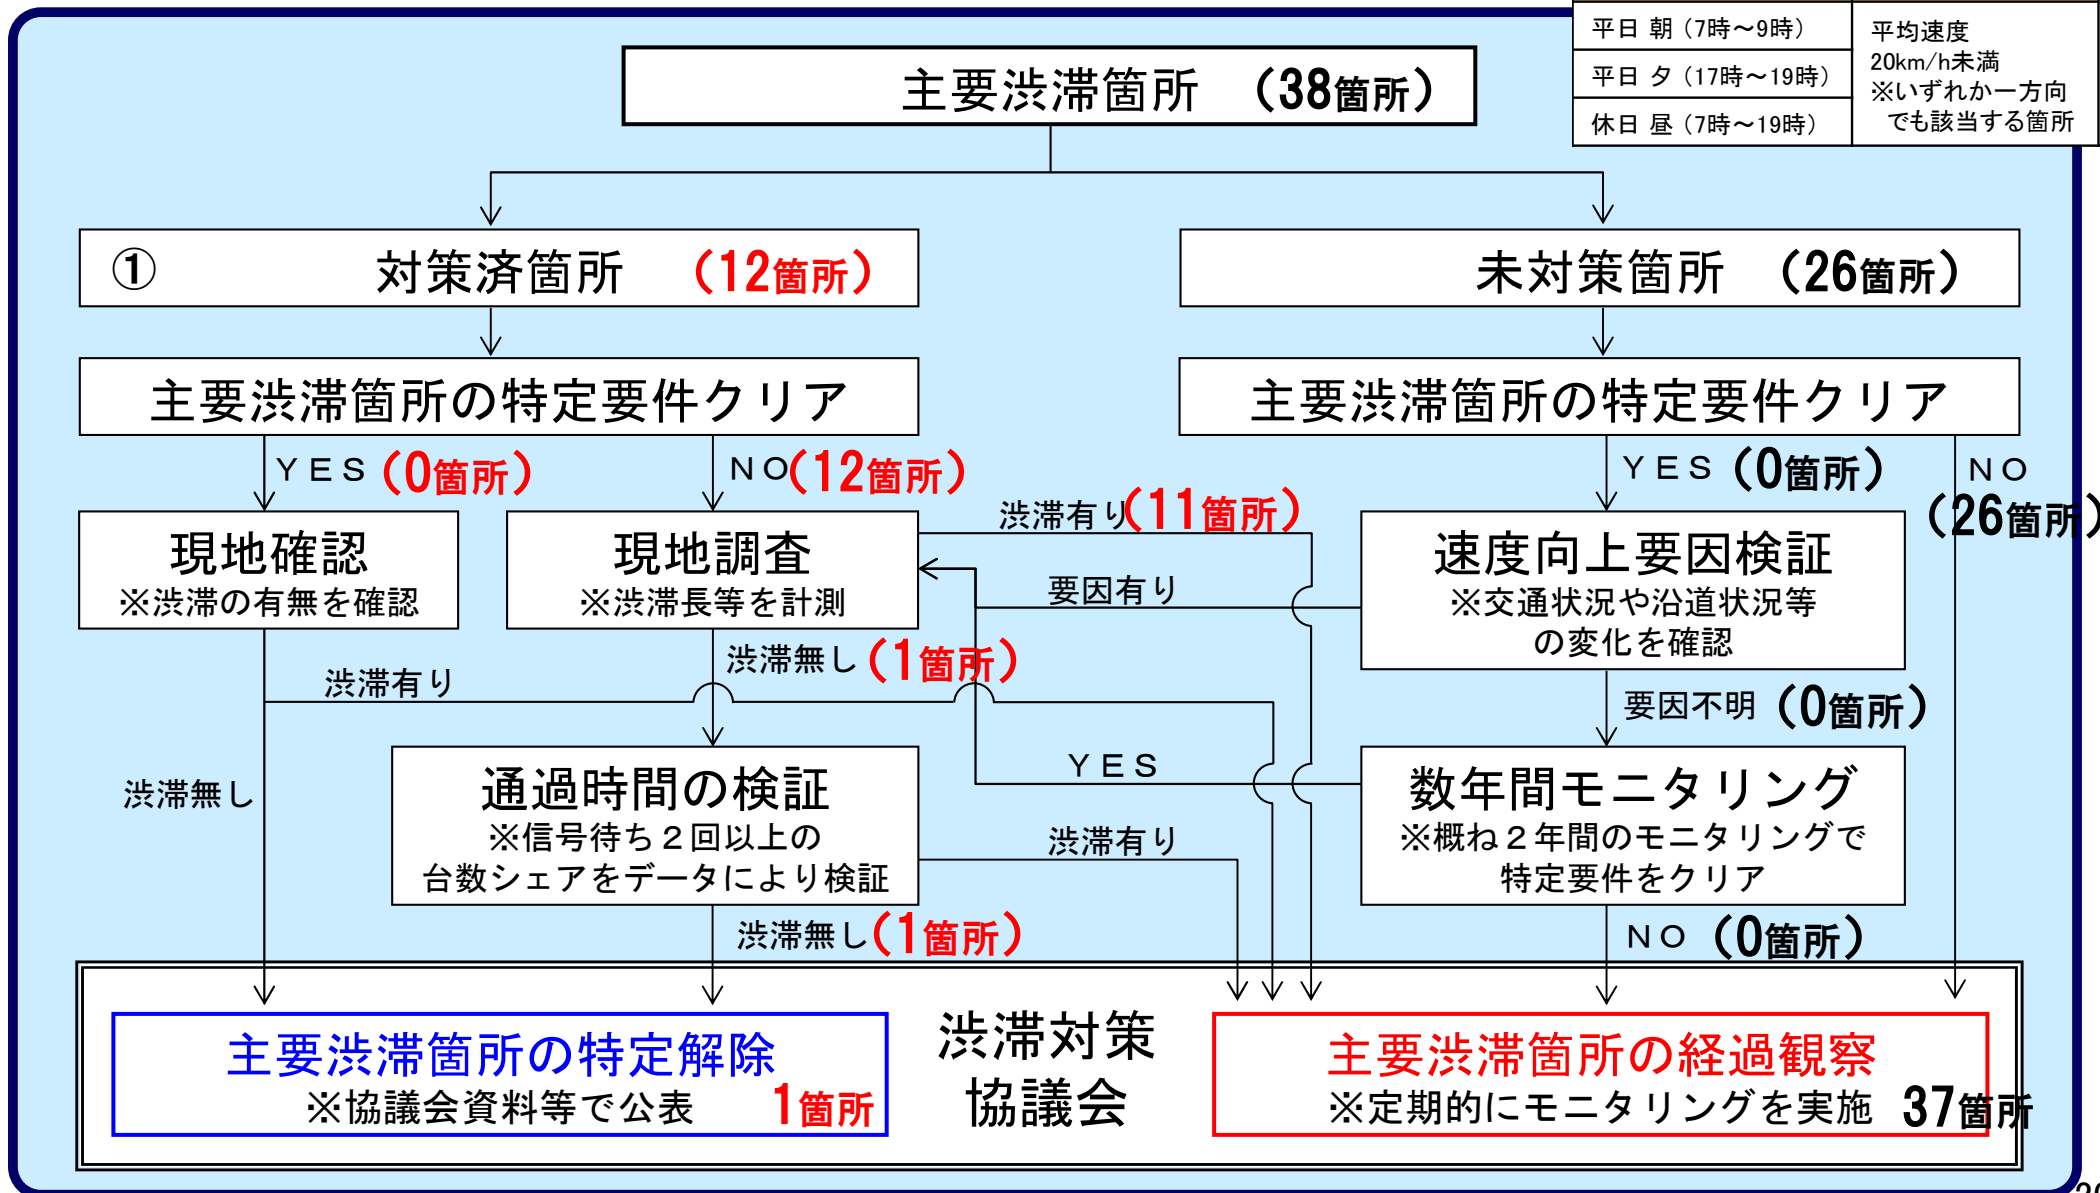 平日 朝（7時～9時）
平日 夕（17時～19時）
休日 昼（7時～19時）
平均速度
20km/h未満
※いずれか一方向
でも該当する箇所
主要渋滞箇所 （38箇所）
① 対策済箇所 （12箇所）
未対策箇所 （26箇所）
主要渋滞箇所の特定要件クリア
主要渋滞箇所の特定要件クリア
ＹＥＳ（0箇所）
ＮＯ（12箇所）
ＹＥＳ（0箇所）
ＮＯ
（26箇所）
現地確認
※渋滞の有無を確認
現地調査
※渋滞長等を計測
渋滞有り（11箇所）
要因有り
速度向上要因検証
※交通状況や沿道状況等
の変化を確認
渋滞無し（1箇所）
渋滞有り
要因不明（0箇所）
渋滞無し
通過時間の検証
※信号待ち２回以上の
台数シェアをデータにより検証
ＹＥＳ
渋滞有り
数年間モニタリング
※概ね２年間のモニタリングで
特定要件をクリア
渋滞無し（1箇所）
ＮＯ（0箇所）
主要渋滞箇所の特定解除
※協議会資料等で公表 1箇所
渋滞対策
協議会
主要渋滞箇所の経過観察
※定期的にモニタリングを実施 37箇所